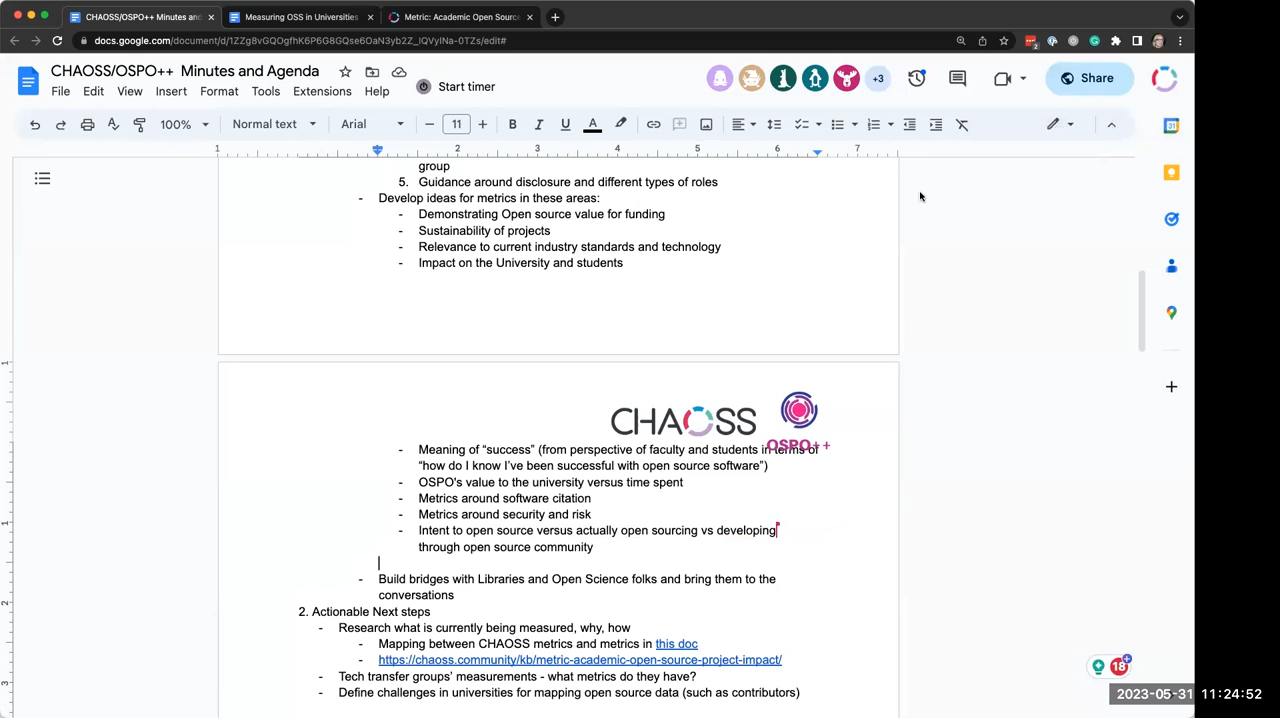 CHAOSS/OSPO++ Minutes and
Measuring OSS in Universities
Metric: Academic Open Source
docs.google.com/document/d/1ZZg8vGQOgfhK6P6G8GQse6OaN3yb2Z_lQVyINa-0TZs/edit#
CHAOSS/OSPO++ Minutes and Agenda
File Edit View Insert Format Tools Extensions Help
Start timer
+3
Share
100% Normal text Arial 11
1 2 3 4 5 6 7
group
5. Guidance around disclosure and different types of roles
- Develop ideas for metrics in these areas:
- Demonstrating Open source value for funding
- Sustainability of projects
- Relevance to current industry standards and technology
- Impact on the University and students
CHAOSS
OSPO++
- Meaning of “success” (from perspective of faculty and students in terms of
“how do I know I’ve been successful with open source software”)
- OSPO's value to the university versus time spent
- Metrics around software citation
- Metrics around security and risk
- Intent to open source versus actually open sourcing vs developing
through open source community
- Build bridges with Libraries and Open Science folks and bring them to the
conversations
2. Actionable Next steps
- Research what is currently being measured, why, how
- Mapping between CHAOSS metrics and metrics in this doc
- https://chaoss.community/kb/metric-academic-open-source-project-impact/
- Tech transfer groups’ measurements - what metrics do they have?
- Define challenges in universities for mapping open source data (such as contributors)
18
2023-05-31 11:24:52